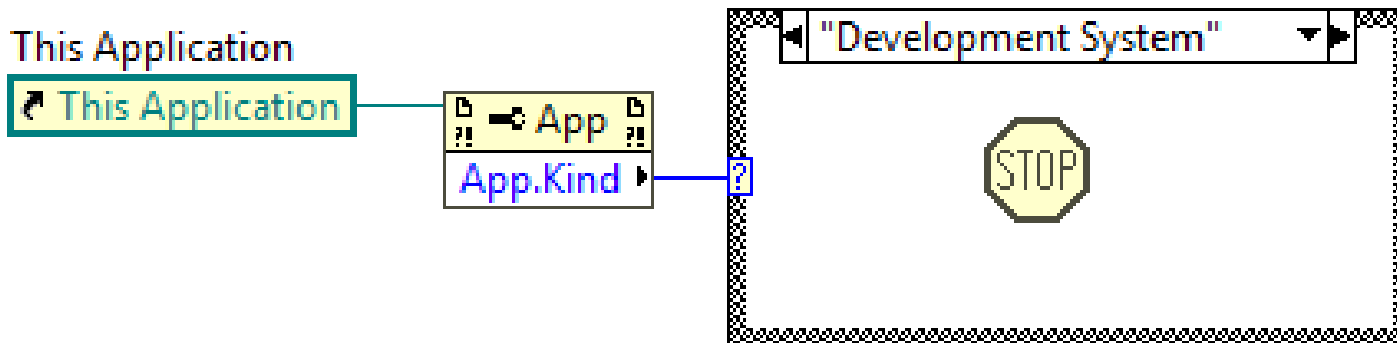 This Application
This Application
App
App.Kind
?
"Development System"
STOP